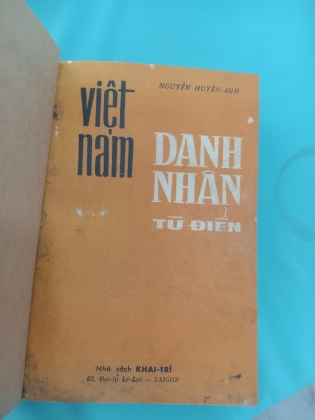 NGUYỄN HUYỀN-ANH
việt
nam
DANH
NHÂN
TỪ ĐIỂN
Nhà sách KHAI-TRÍ
62, Đại-lộ Lê-Lợi — SAIGON